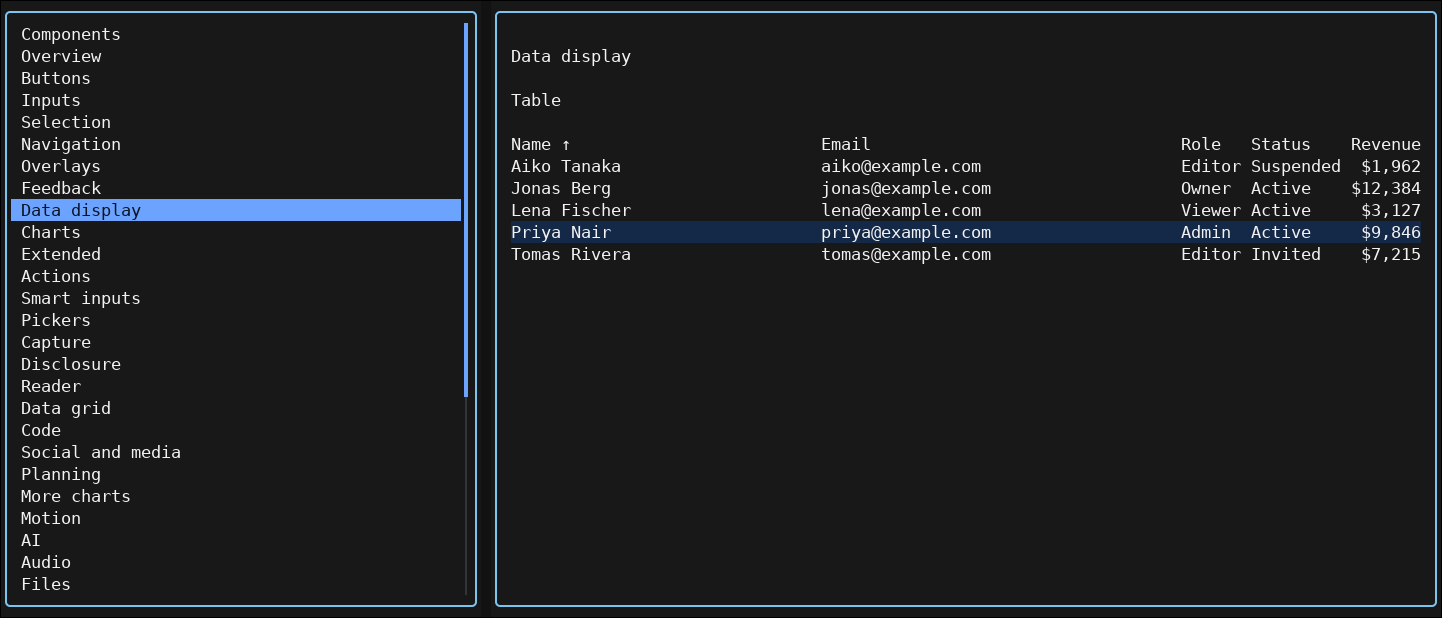 Components
Overview
Buttons
Inputs
Selection
Navigation
Overlays
Feedback
Data display
Charts
Extended
Actions
Smart inputs
Pickers
Capture
Disclosure
Reader
Data grid
Code
Social and media
Planning
More charts
Motion
AI
Audio
Files
Data display
Table
Name ↑ Email Role Status Revenue
Aiko Tanaka aiko@example.com Editor Suspended $1,962
Jonas Berg jonas@example.com Owner Active $12,384
Lena Fischer lena@example.com Viewer Active $3,127
Priya Nair priya@example.com Admin Active $9,846
Tomas Rivera tomas@example.com Editor Invited $7,215